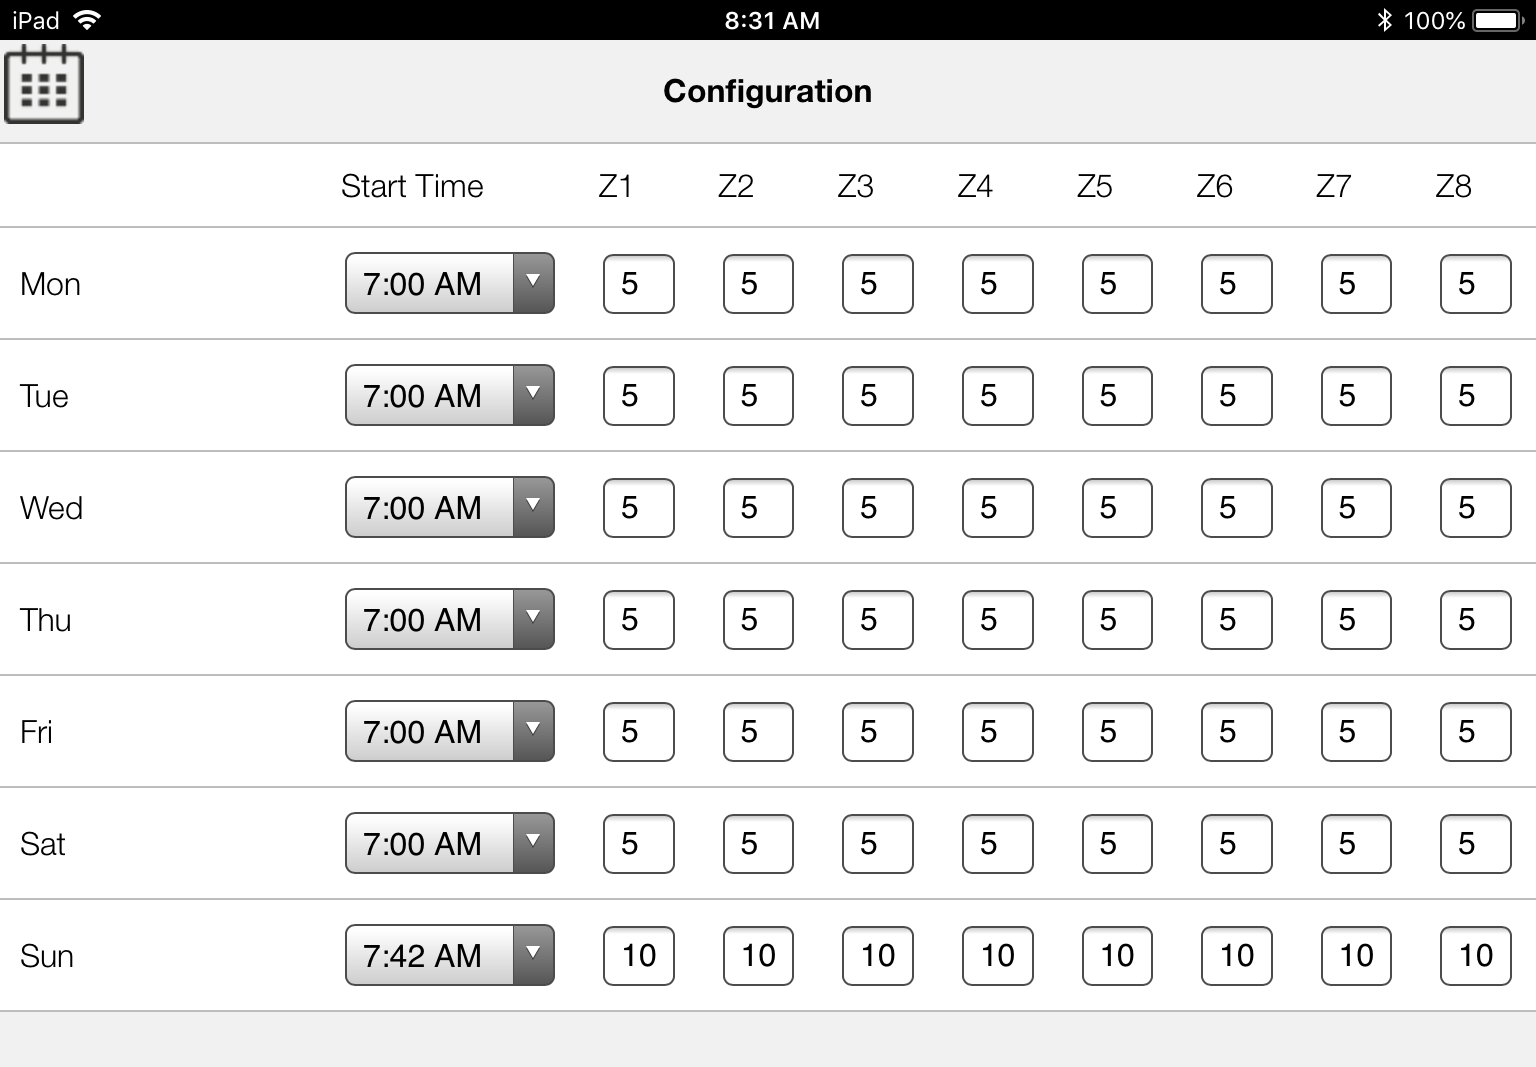 iPad 8:31 AM 100%
Configuration
Start Time Z1 Z2 Z3 Z4 Z5 Z6 Z7 Z8
Mon 7:00 AM 5 5 5 5 5 5 5 5
Tue 7:00 AM 5 5 5 5 5 5 5 5
Wed 7:00 AM 5 5 5 5 5 5 5 5
Thu 7:00 AM 5 5 5 5 5 5 5 5
Fri 7:00 AM 5 5 5 5 5 5 5 5
Sat 7:00 AM 5 5 5 5 5 5 5 5
Sun 7:42 AM 10 10 10 10 10 10 10 10